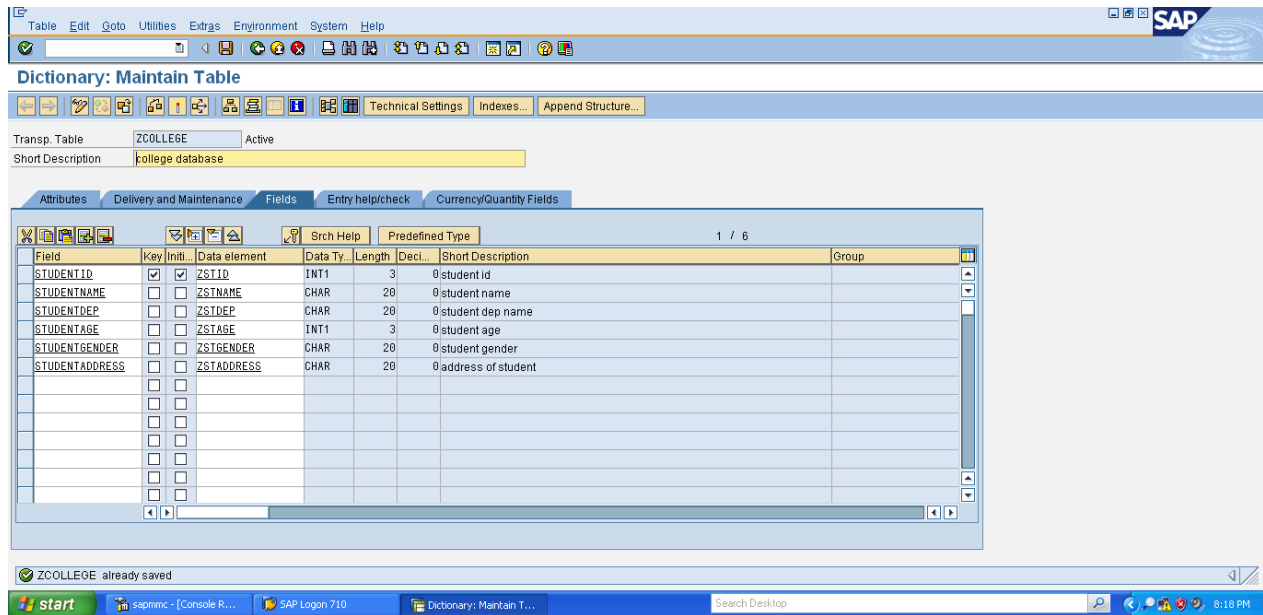 Table Edit Goto Utilities Extras Environment System Help
SAP
Dictionary: Maintain Table
Technical Settings Indexes... Append Structure...
Transp. Table ZCOLLEGE Active
Short Description college database
Attributes Delivery and Maintenance Fields Entry help/check Currency/Quantity Fields
Srch Help Predefined Type 1 / 6
Field Key Initi... Data element Data Ty... Length Deci... Short Description Group
STUDENTID ZSTID INT1 3 0 student id
STUDENTNAME ZSTNAME CHAR 20 0 student name
STUDENTDEP ZSTDEP CHAR 20 0 student dep name
STUDENTAGE ZSTAGE INT1 3 0 student age
STUDENTGENDER ZSTGENDER CHAR 20 0 student gender
STUDENTADDRESS ZSTADDRESS CHAR 20 0 address of student
ZCOLLEGE already saved
start sapmmc - [Console R... SAP Logon 710 Dictionary: Maintain T... Search Desktop 8:18 PM